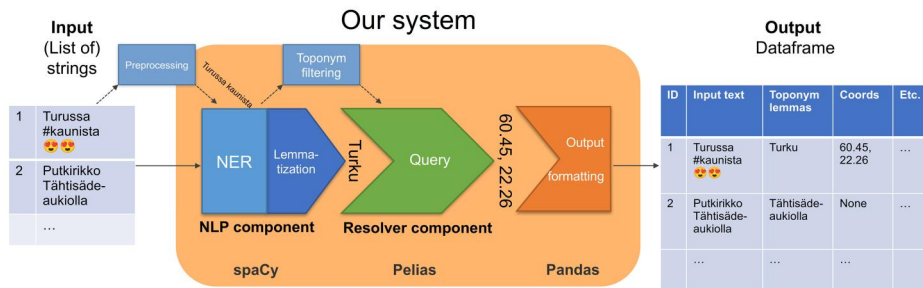 Our system
Input
(List of)
strings
Preprocessing
Turussa kaunista
Toponym
filtering
1 Turussa
#kaunista
😍😍
2 Putkirikko
Tähtisäde-
aukiolla
…
NER
Lemma-
tization
Turku
Query
60.45, 22.26
Output
formatting
NLP component
Resolver component
spaCy
Pelias
Pandas
Output
Dataframe
ID Input text Toponym lemmas Coords Etc.
1 Turussa #kaunista 😍😍 Turku 60.45, 22.26 …
2 Putkirikko Tähtisäde-aukiolla Tähtisäde-aukiolla None …
… … …